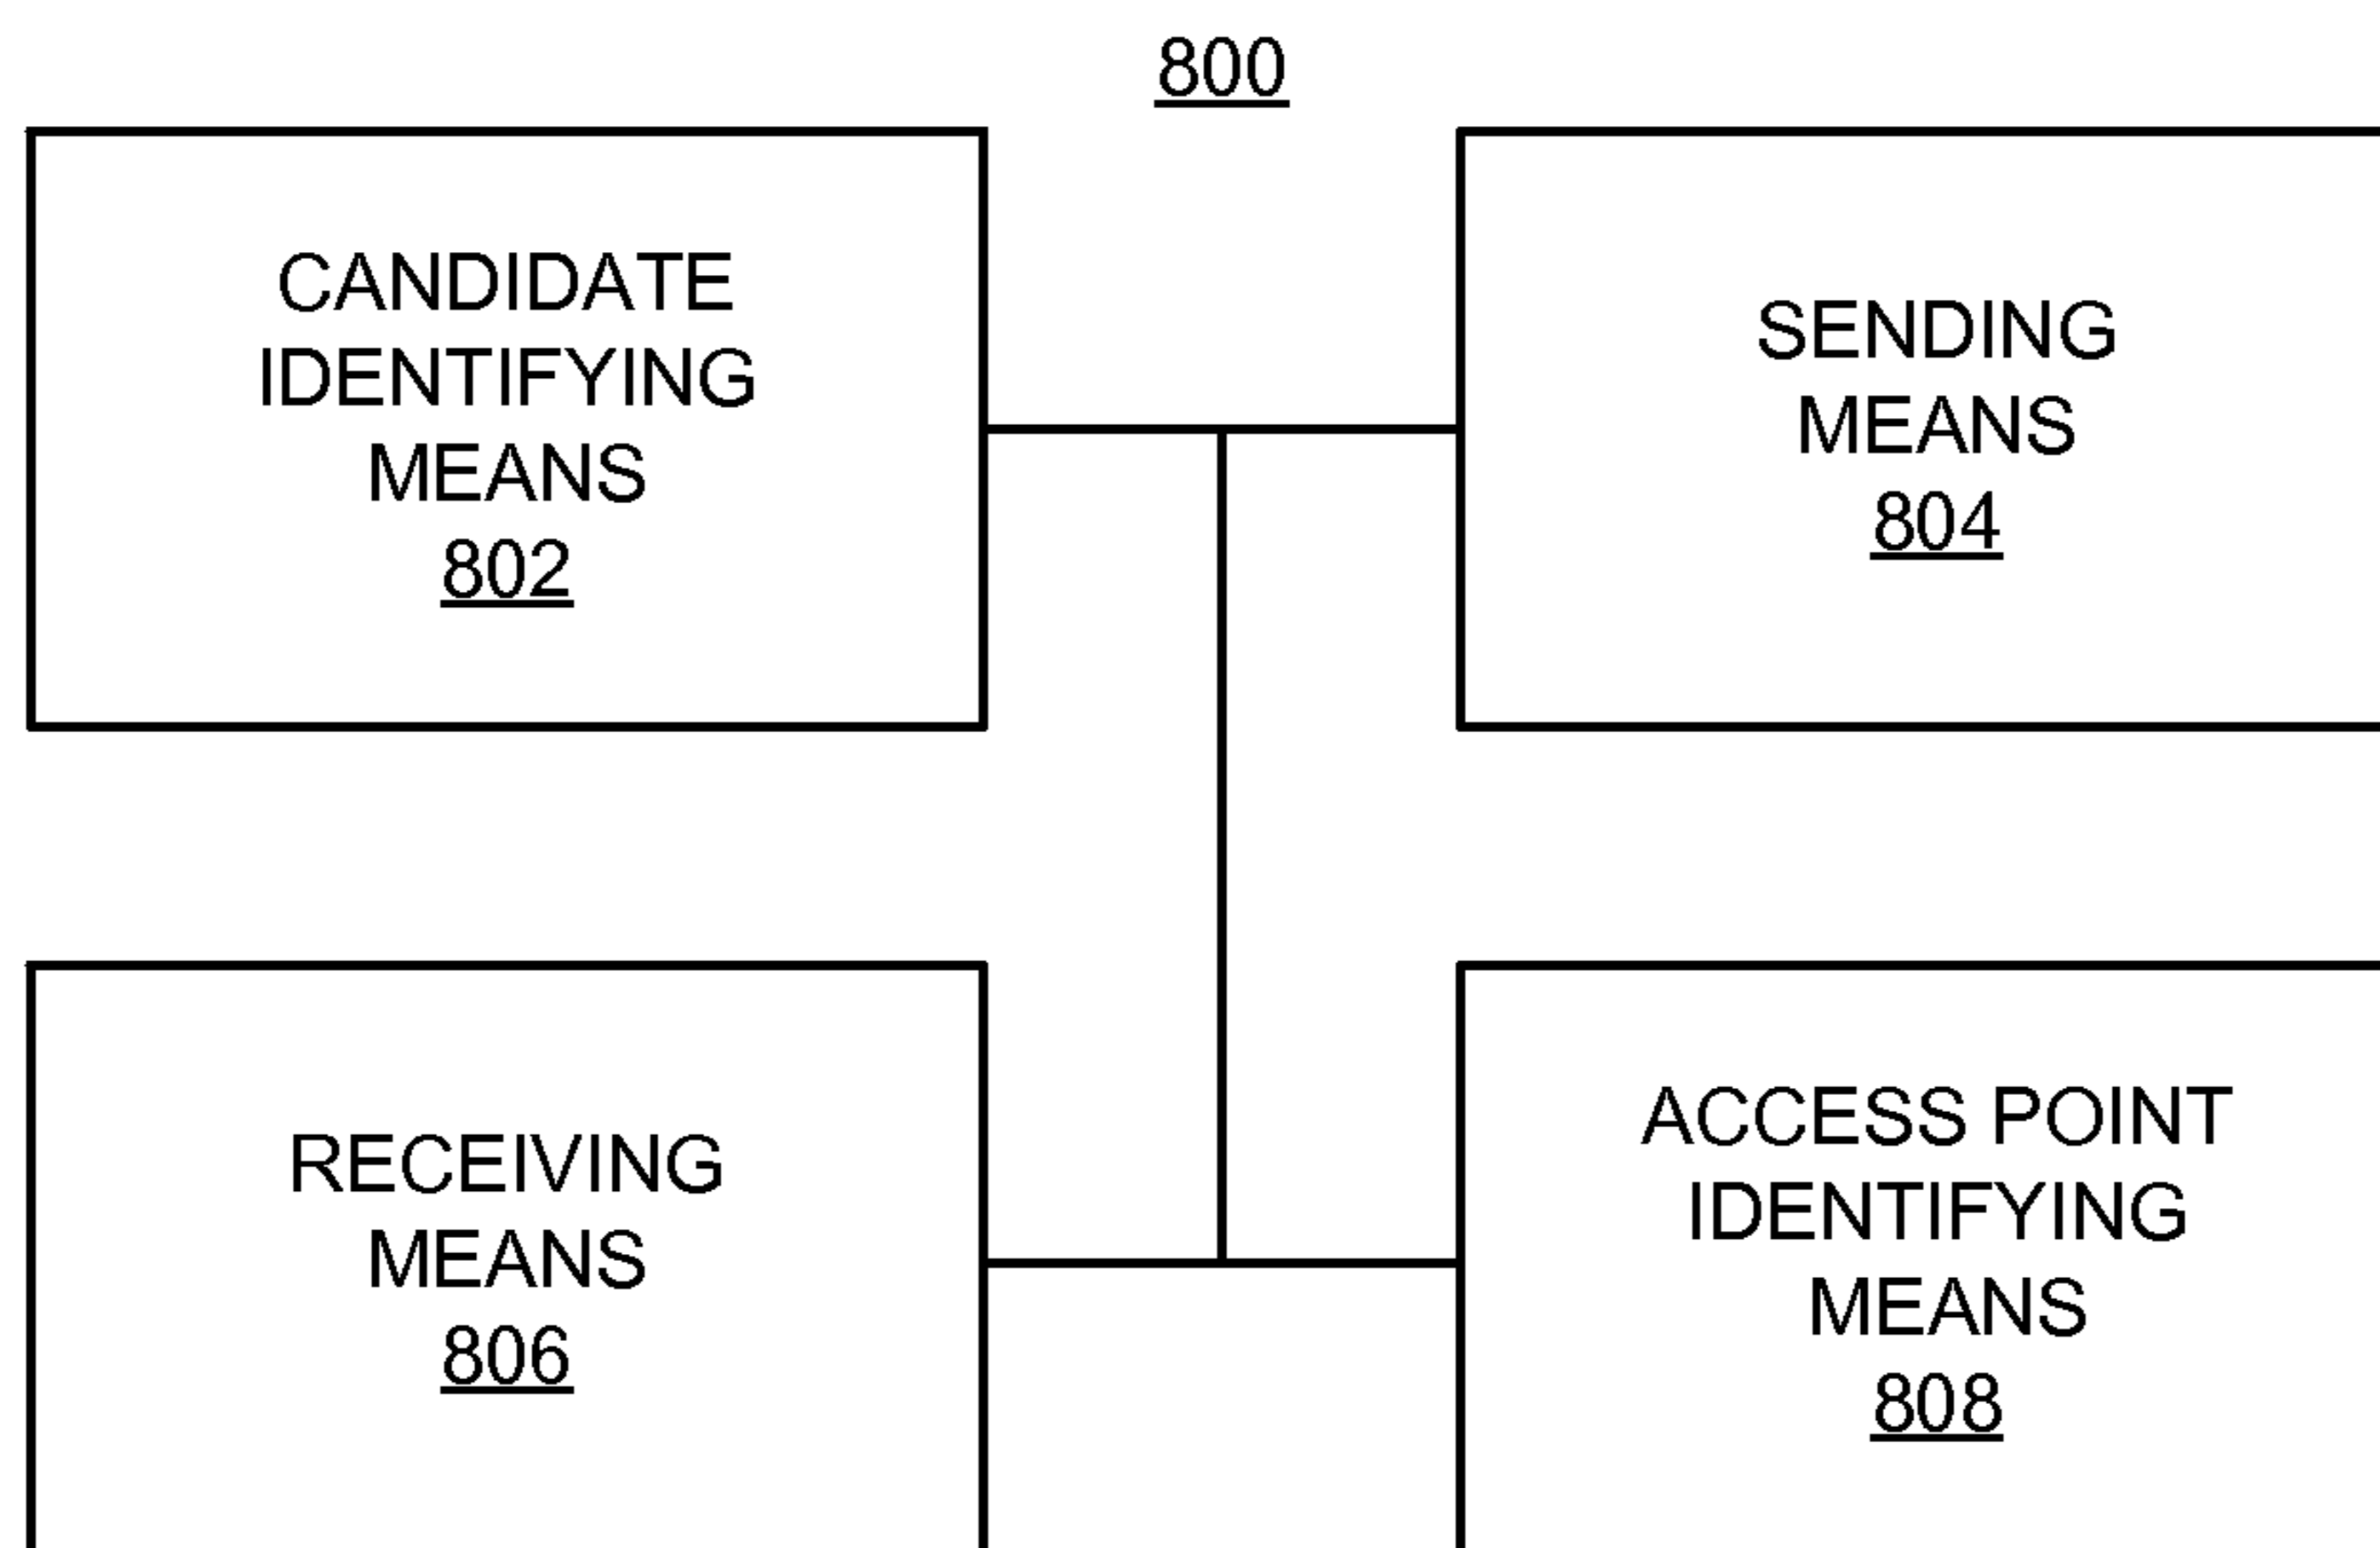 800
CANDIDATE
IDENTIFYING
MEANS
802
SENDING
MEANS
804
RECEIVING
MEANS
806
ACCESS POINT
IDENTIFYING
MEANS
808